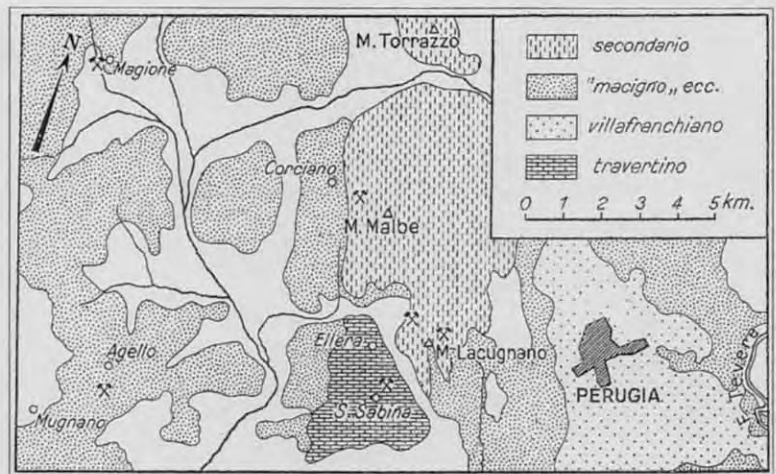 N
Magione
M. Torrazzo
secondario
"macigno„ ecc.
villafranchiano
travertino
0 1 2 3 4 5 km.
Corciano
M. Malbe
Ellera
M. Lacugnano
Agello
S. Sabina
Mugnano
PERUGIA
F. Tevere